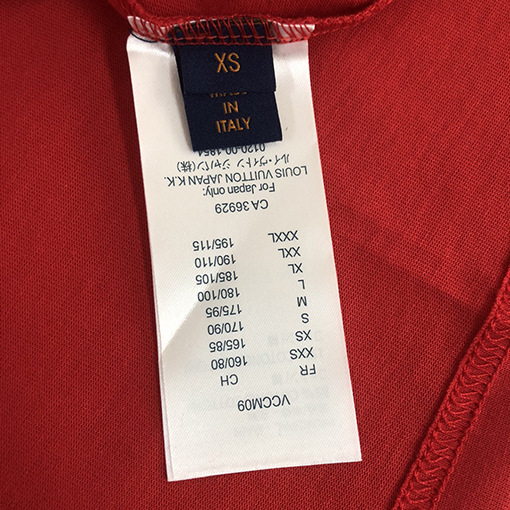 XS
IN
ITALY
VCCM09
FR CH
XXS 160/80
XS 165/85
S 170/90
M 175/95
L 180/100
XL 185/105
XXL 190/110
XXXL 195/115
CA 36929
For Japan only:
LOUIS VUITTON JAPAN K.K.
ルイ・ヴィトン ジャパン(株)
0120-00-1854